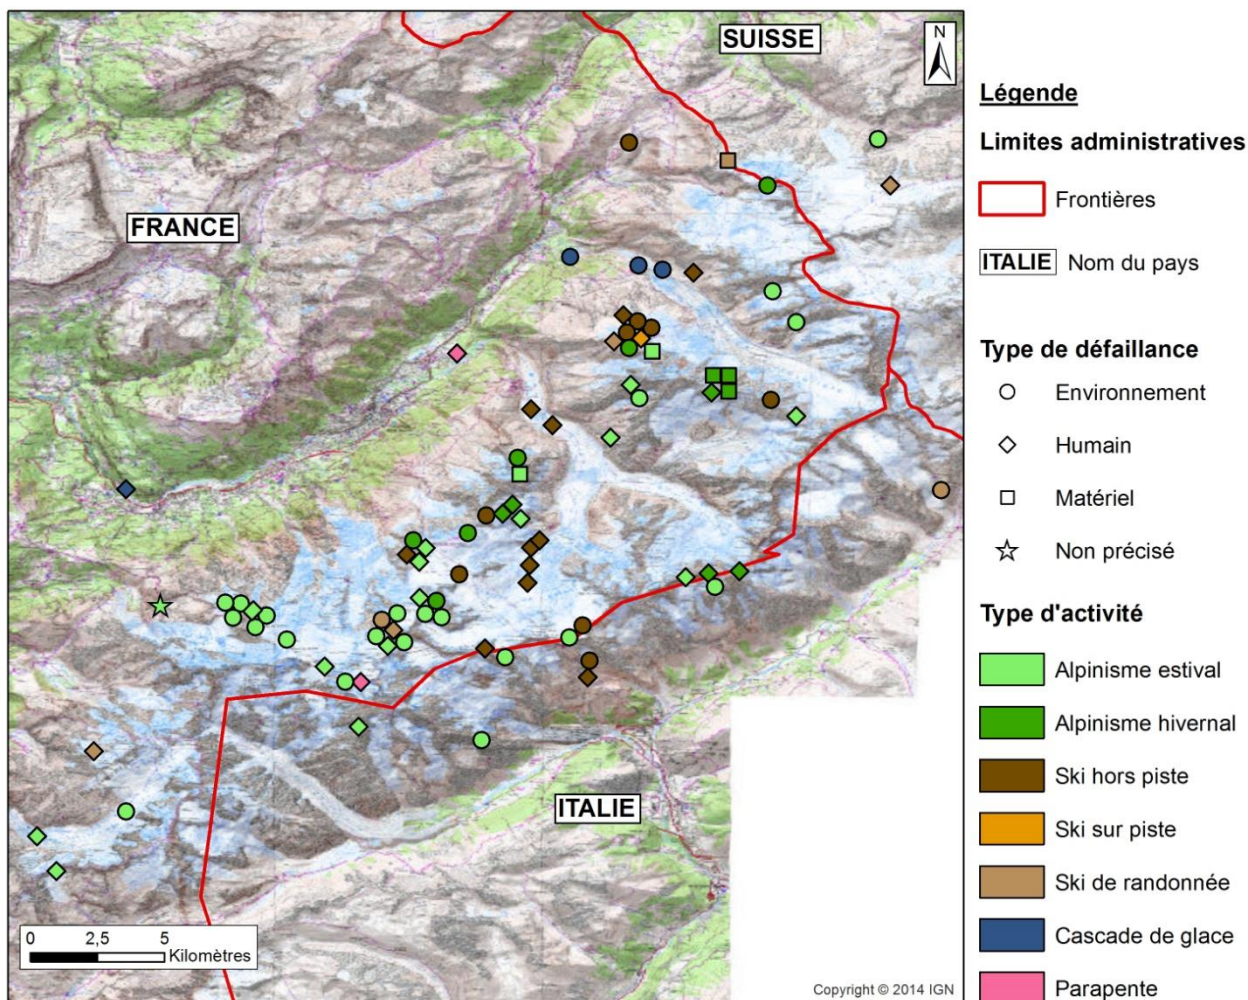 SUISSE
N
FRANCE
ITALIE
0 2,5 5
Kilomètres
Copyright © 2014 IGN
Légende
Limites administratives
Frontières
ITALIE Nom du pays
Type de défaillance
Environnement
Humain
Matériel
Non précisé
Type d'activité
Alpinisme estival
Alpinisme hivernal
Ski hors piste
Ski sur piste
Ski de randonnée
Cascade de glace
Parapente